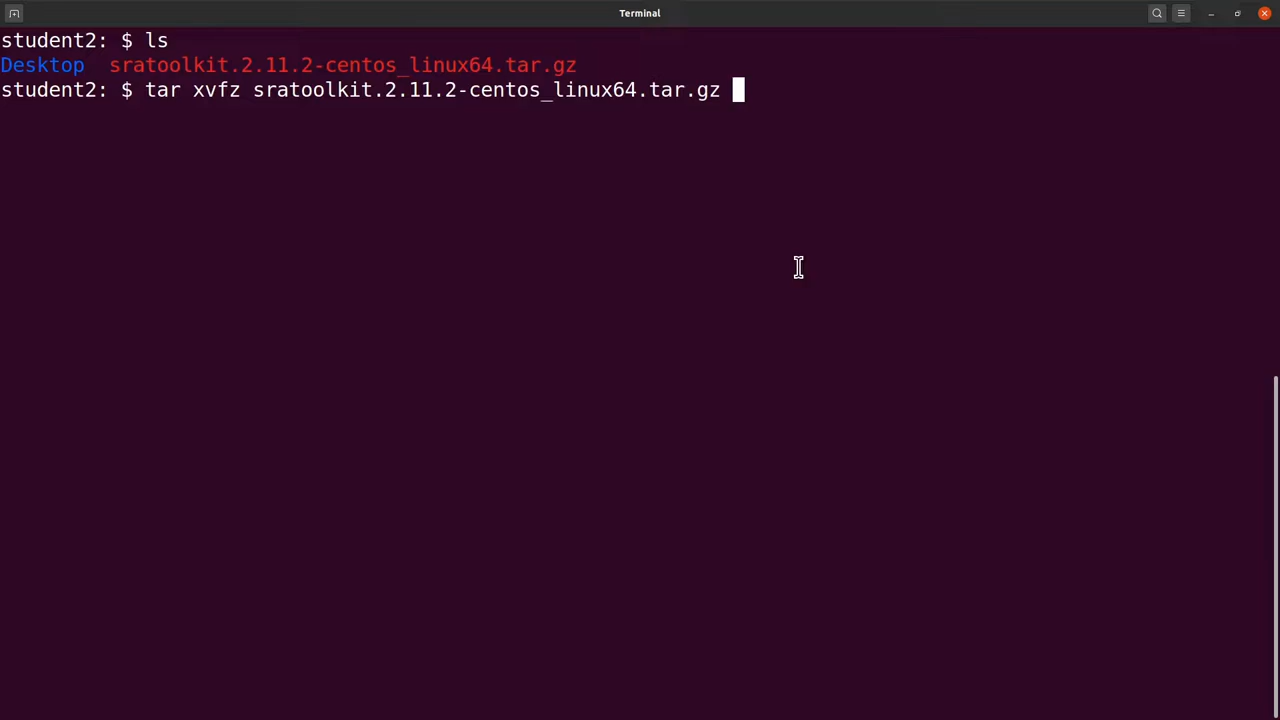 Terminal
student2: $ ls
Desktop  sratoolkit.2.11.2-centos_linux64.tar.gz
student2: $ tar xvfz sratoolkit.2.11.2-centos_linux64.tar.gz